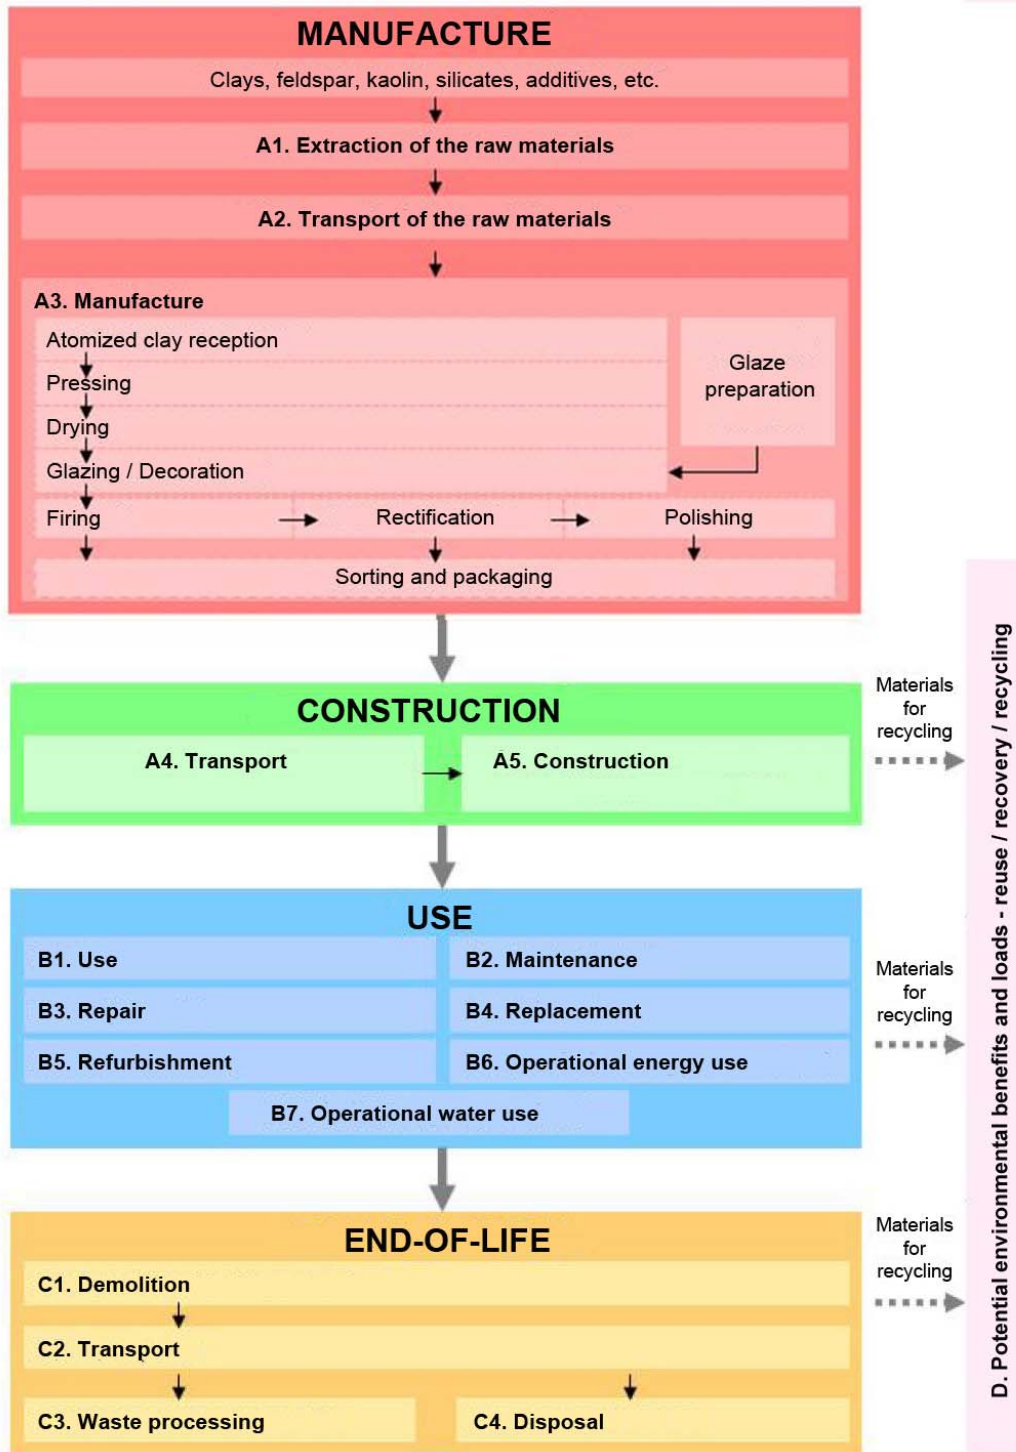 MANUFACTURE
Clays, feldspar, kaolin, silicates, additives, etc.
A1. Extraction of the raw materials
A2. Transport of the raw materials
A3. Manufacture
Atomized clay reception
Pressing
Drying
Glazing / Decoration
Glaze
preparation
Firing
Rectification
Polishing
Sorting and packaging
CONSTRUCTION
A4. Transport
A5. Construction
Materials
for
recycling
USE
B1. Use
B2. Maintenance
B3. Repair
B4. Replacement
B5. Refurbishment
B6. Operational energy use
B7. Operational water use
Materials
for
recycling
END-OF-LIFE
C1. Demolition
C2. Transport
C3. Waste processing
C4. Disposal
Materials
for
recycling
D. Potential environmental benefits and loads - reuse / recovery / recycling